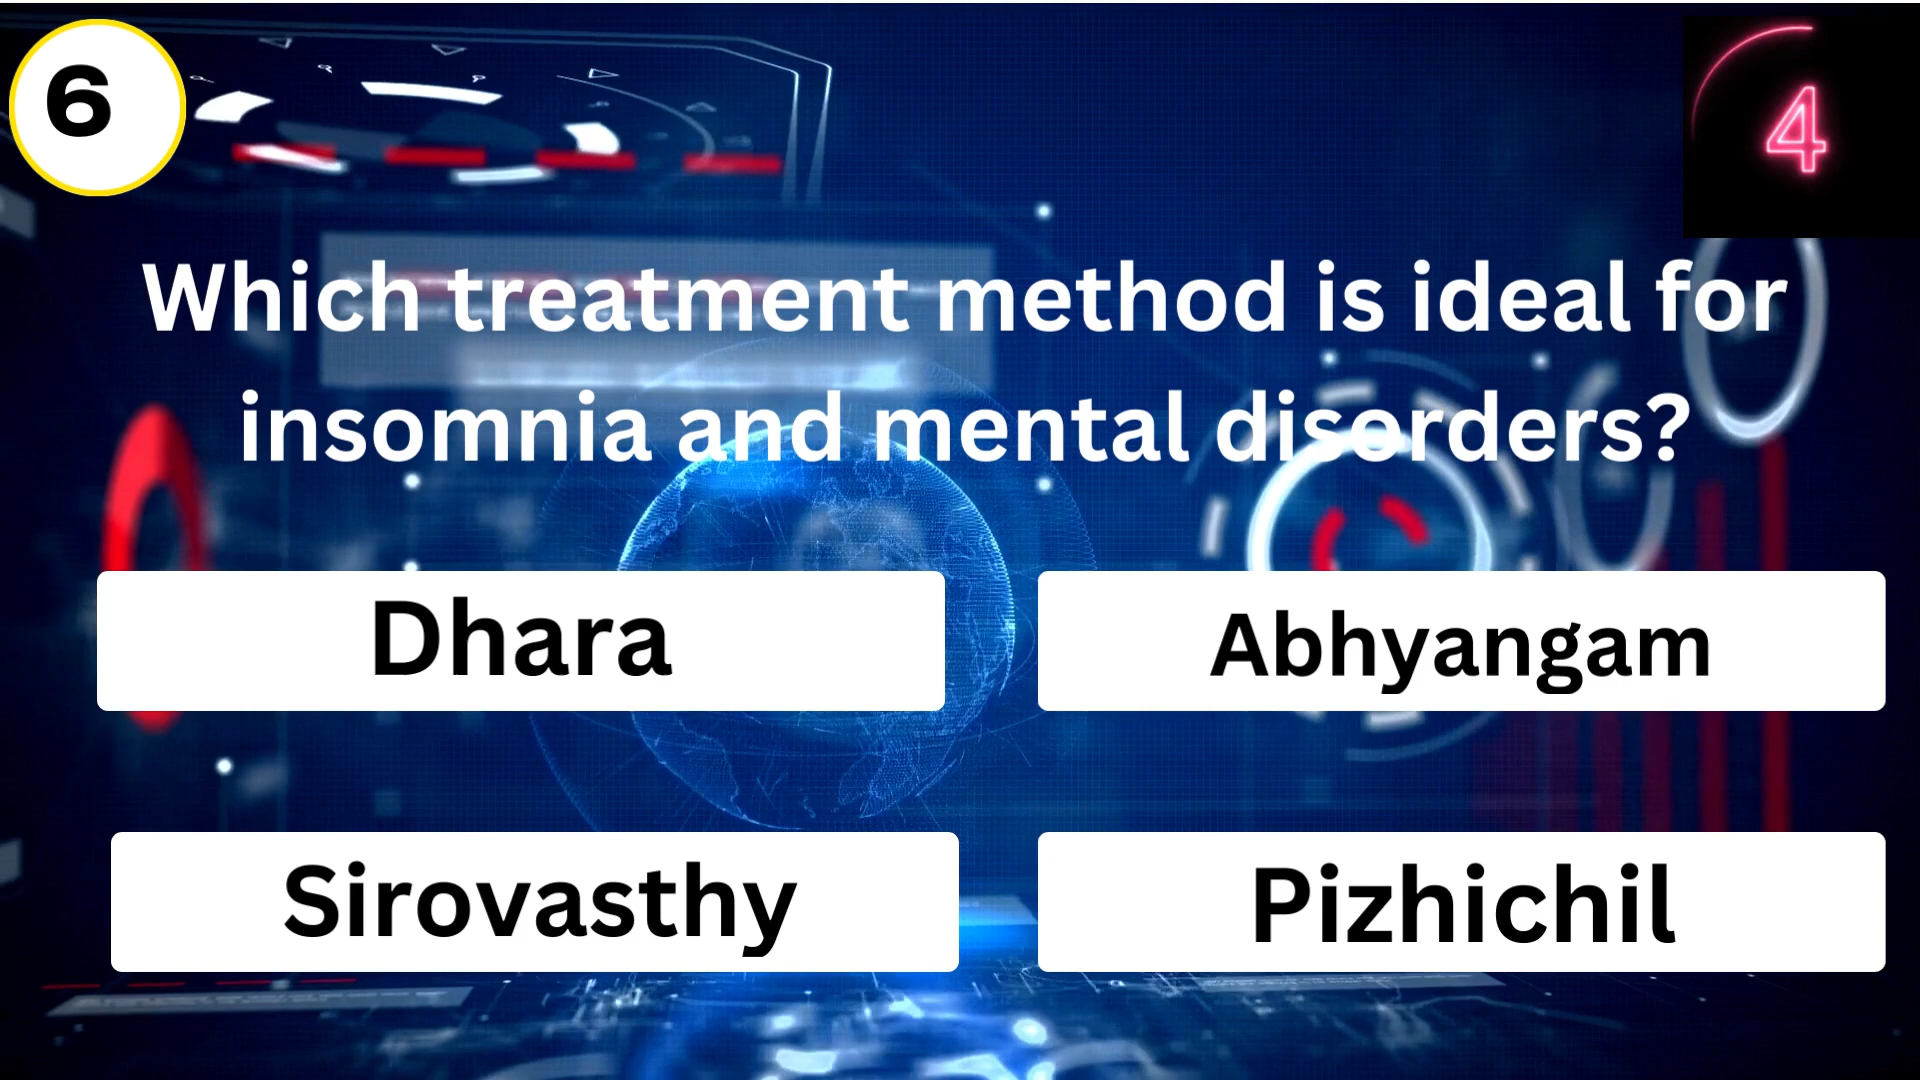 6
4
Which treatment method is ideal for
insomnia and mental disorders?
Dhara
Abhyangam
Sirovasthy
Pizhichil